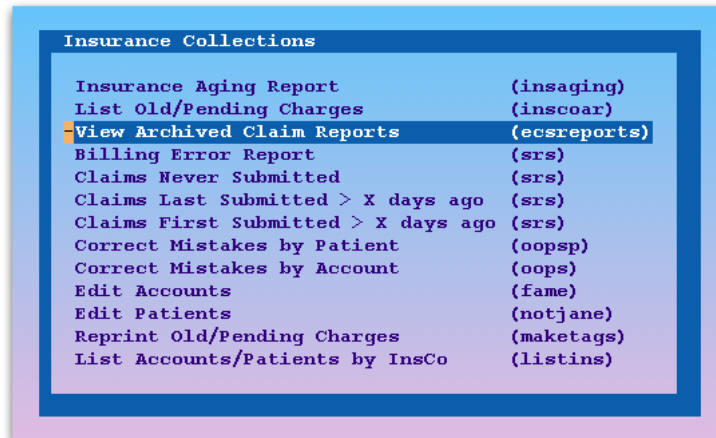 Insurance Collections
Insurance Aging Report (insaging)
List Old/Pending Charges (inscoar)
View Archived Claim Reports (ecsreports)
Billing Error Report (srs)
Claims Never Submitted (srs)
Claims Last Submitted > X days ago (srs)
Claims First Submitted > X days ago (srs)
Correct Mistakes by Patient (oopsp)
Correct Mistakes by Account (oops)
Edit Accounts (fame)
Edit Patients (notjane)
Reprint Old/Pending Charges (maketags)
List Accounts/Patients by InsCo (listins)